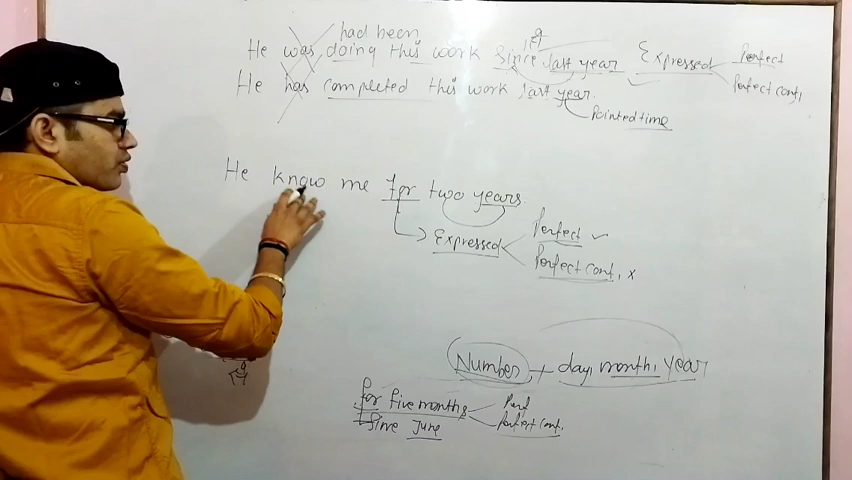 had been
He was doing this work since last year Expressed
Perfect
Perfect cont.
He has completed this work last year.
Pointed time
He know me for two years.
Expressed
Perfect ✓
Perfect cont. x
Number + day, month, year
for five months
Perf
Perfect cont.
Since June